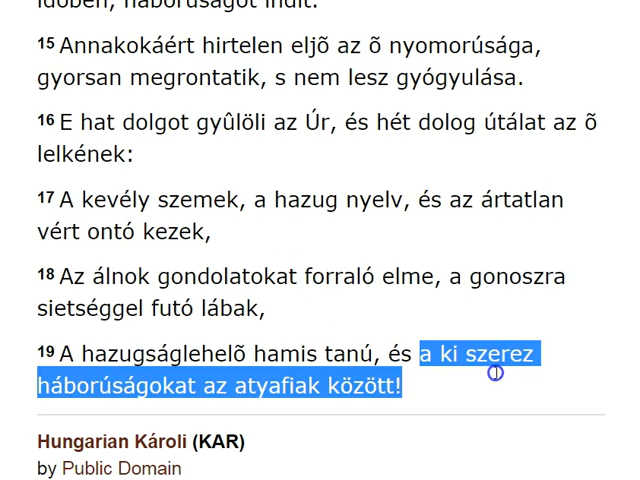 időben, háborúságot indít.
15 Annakokáért hirtelen eljõ az õ nyomorúsága,
gyorsan megrontatik, s nem lesz gyógyulása.
16 E hat dolgot gyûlöli az Úr, és hét dolog útálat az õ
lelkének:
17 A kevély szemek, a hazug nyelv, és az ártatlan
vért ontó kezek,
18 Az álnok gondolatokat forraló elme, a gonoszra
sietséggel futó lábak,
19 A hazugságlehelõ hamis tanú, és a ki szerez
háborúságokat az atyafiak között!
Hungarian Károli (KAR)
by Public Domain